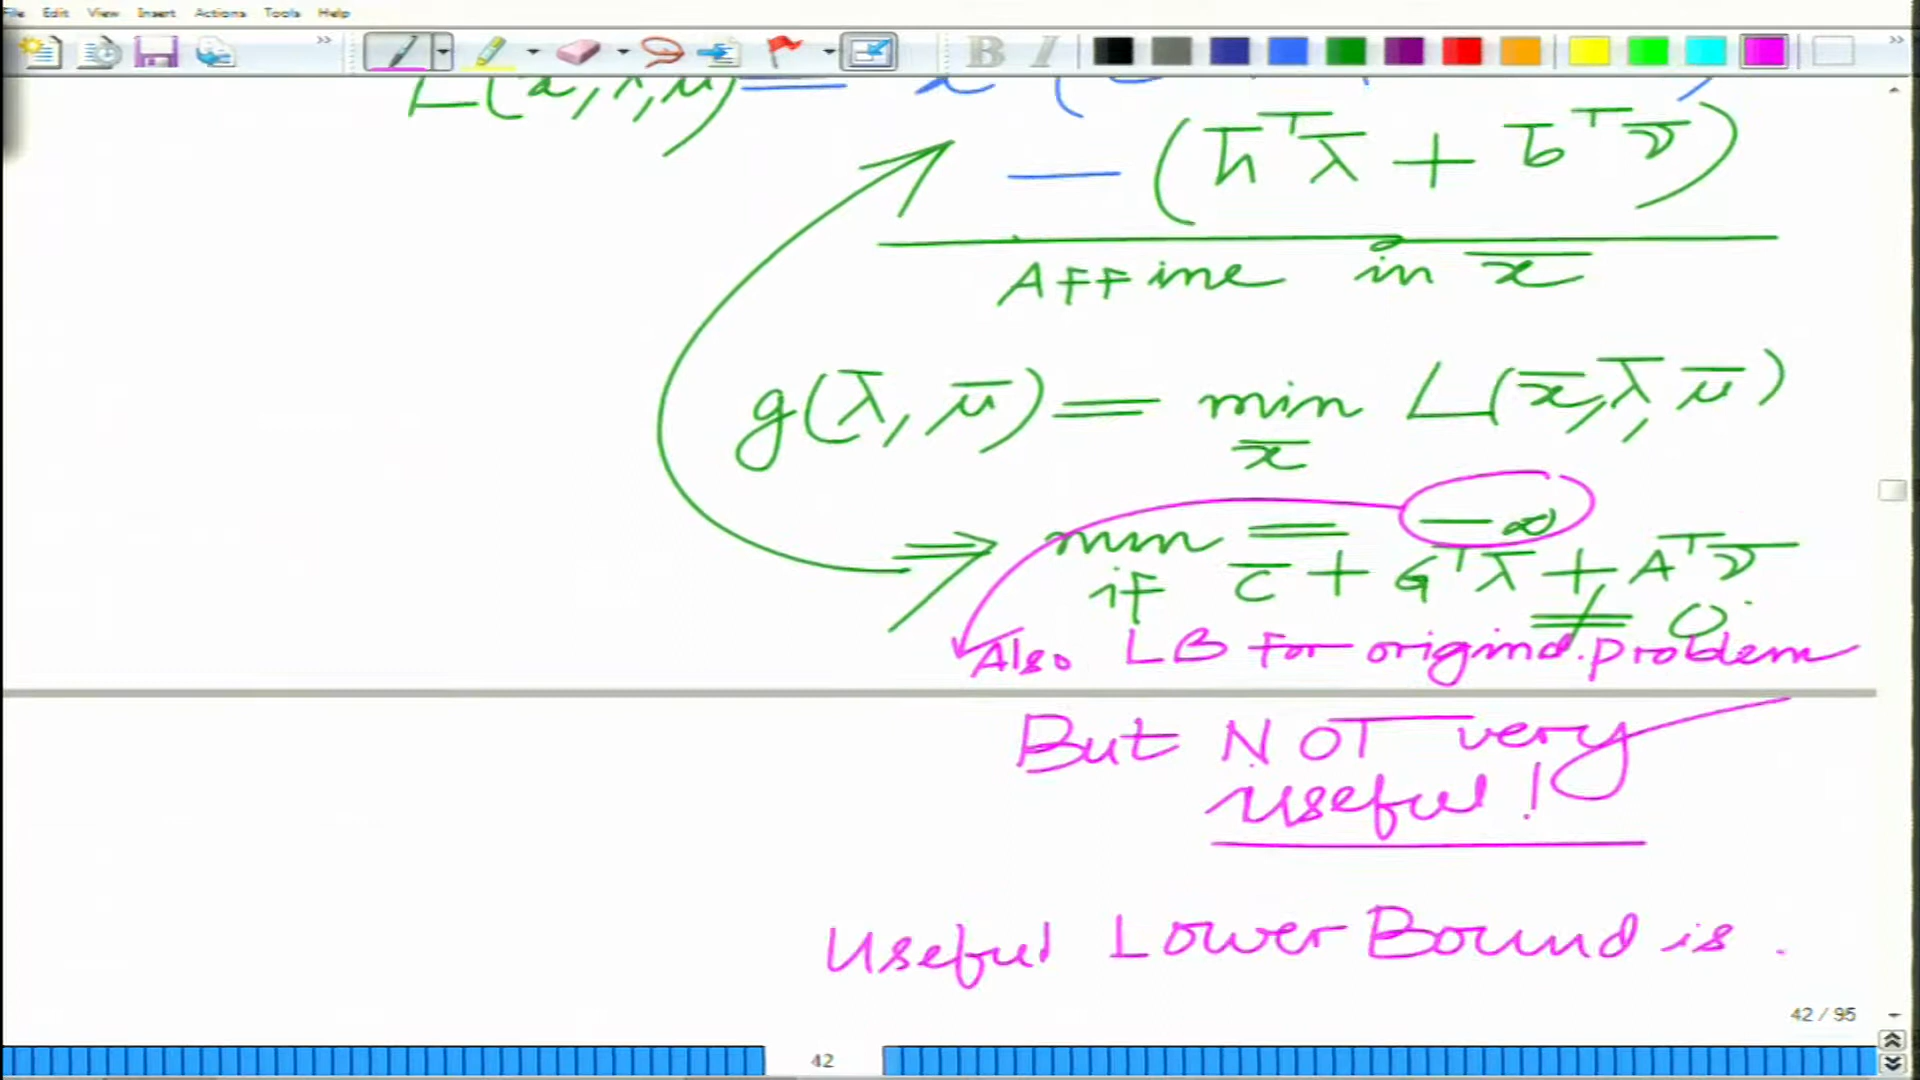 File Edit View Insert Actions Tools Help
B I
L(x̄, λ̄, μ̄) = x̄ (
− (h̄ᵀλ̄ + b̄ᵀν̄)
Affine in x̄
g(λ̄, μ̄) = min L(x̄, λ̄, μ̄)
x̄
⇒ min = −∞
if c̄ + Gᵀλ̄ + Aᵀν̄
≠ 0.
Also LB for original problem
But NOT very
useful!
Useful Lower Bound is .
42 / 95
42